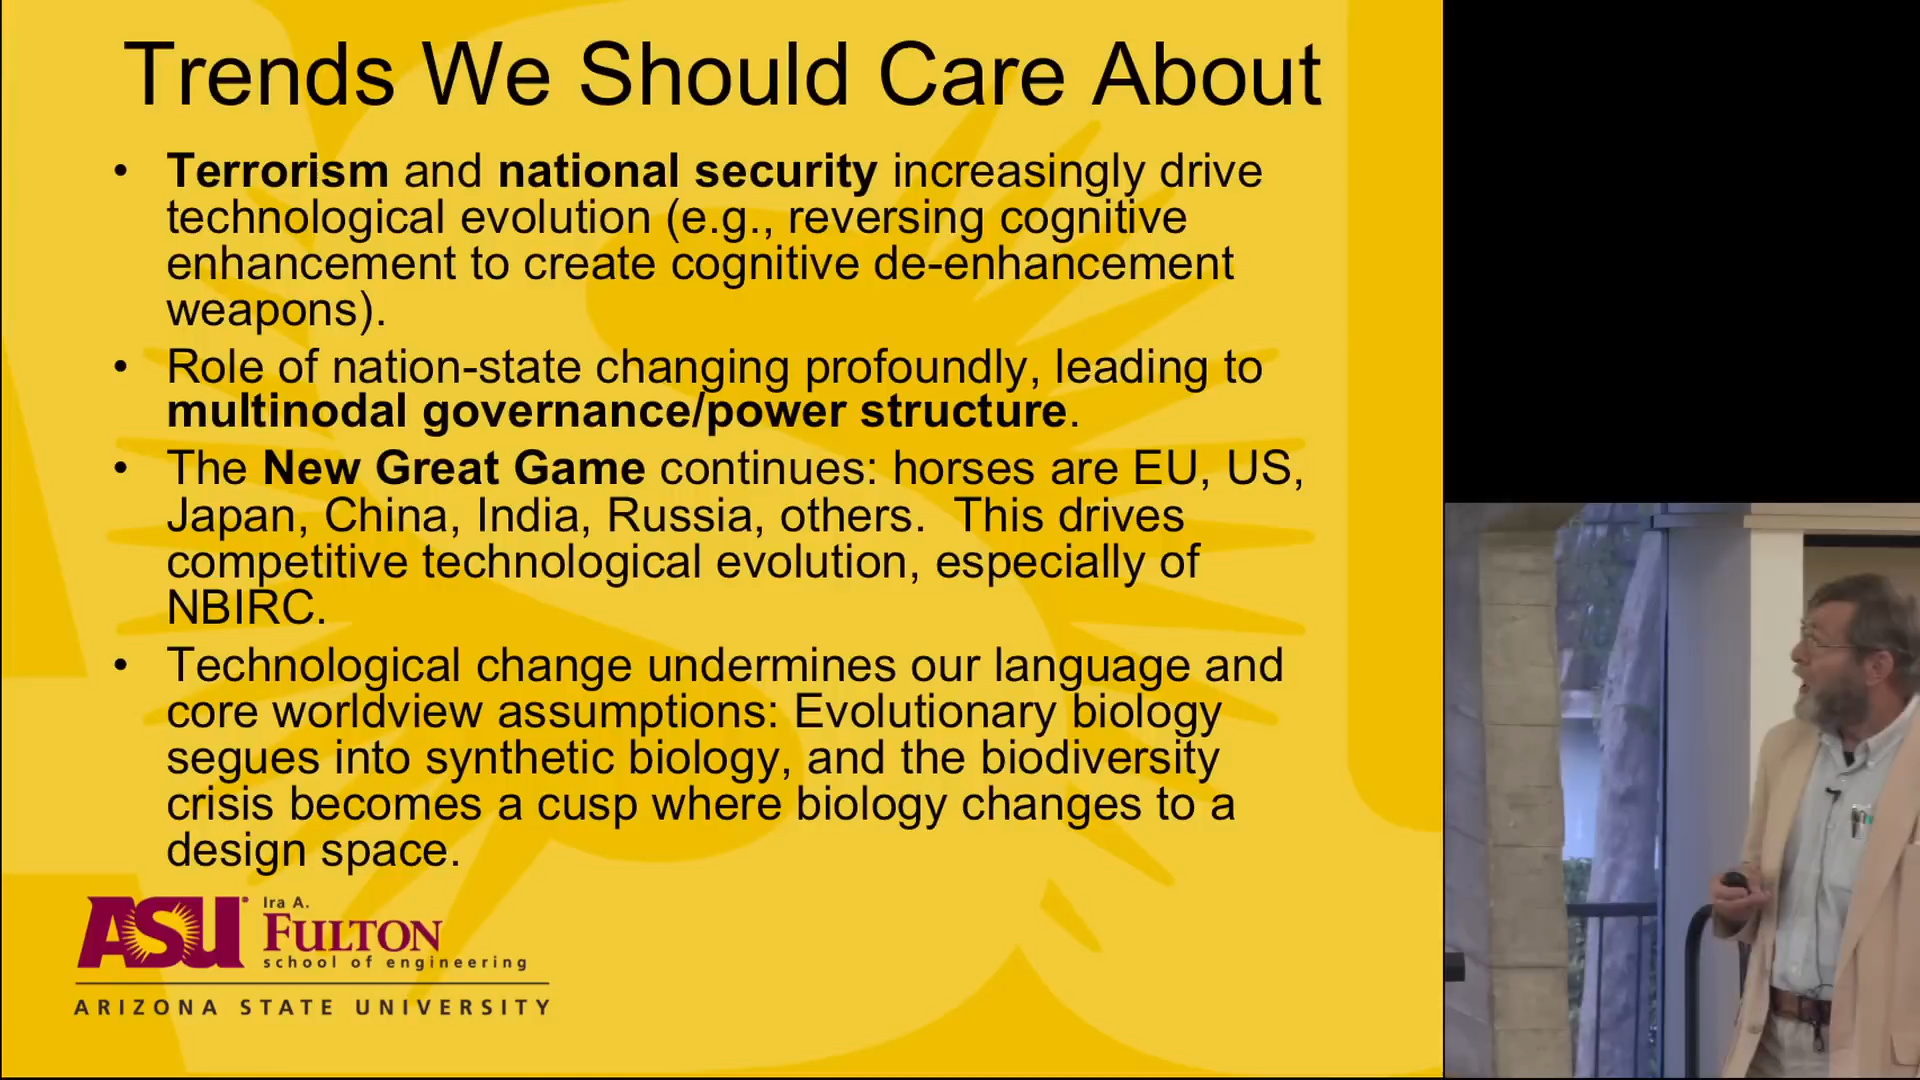 Trends We Should Care About
• Terrorism and national security increasingly drive
technological evolution (e.g., reversing cognitive
enhancement to create cognitive de-enhancement
weapons).
• Role of nation-state changing profoundly, leading to
multinodal governance/power structure.
• The New Great Game continues: horses are EU, US,
Japan, China, India, Russia, others. This drives
competitive technological evolution, especially of
NBIRC.
• Technological change undermines our language and
core worldview assumptions: Evolutionary biology
segues into synthetic biology, and the biodiversity
crisis becomes a cusp where biology changes to a
design space.
ASU
Ira A.
FULTON
school of engineering
ARIZONA STATE UNIVERSITY